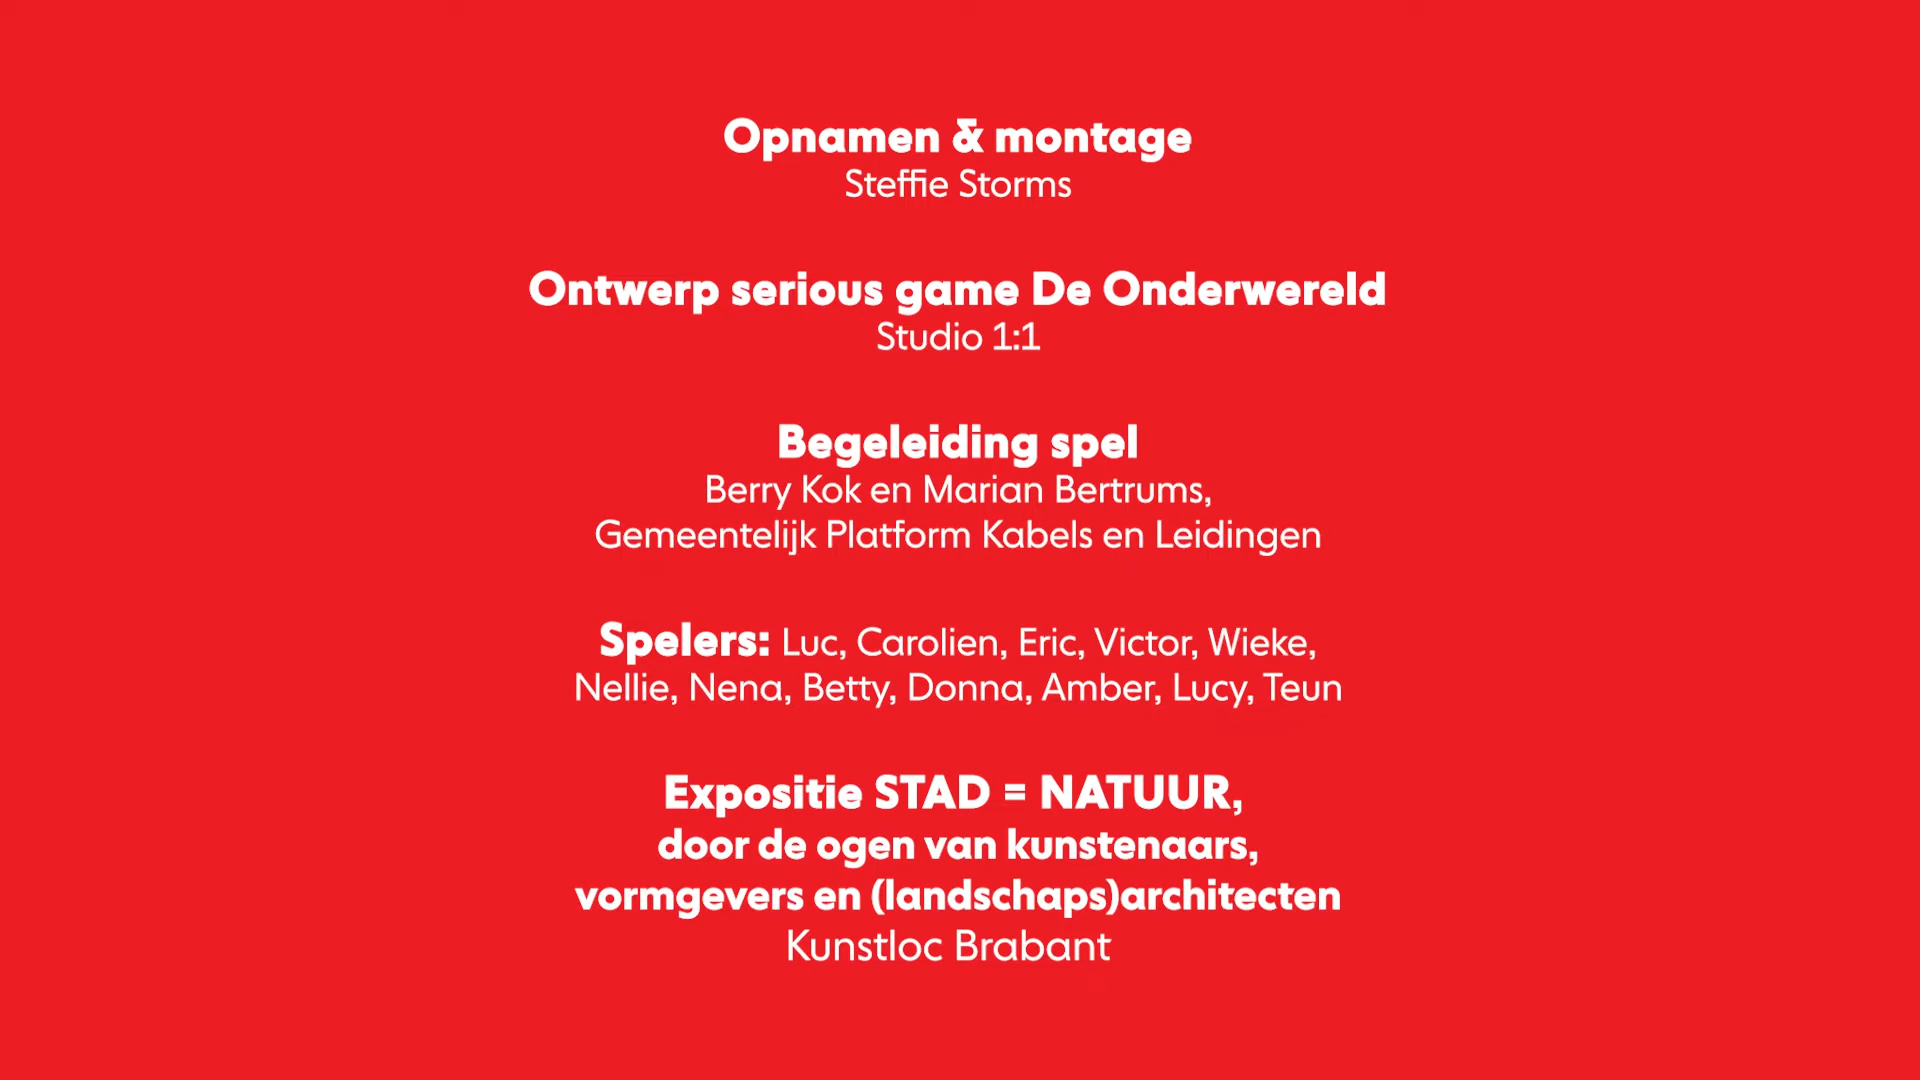 Opnamen & montage
Steffie Storms
Ontwerp serious game De Onderwereld
Studio 1:1
Begeleiding spel
Berry Kok en Marian Bertrums,
Gemeentelijk Platform Kabels en Leidingen
Spelers: Luc, Carolien, Eric, Victor, Wieke,
Nellie, Nena, Betty, Donna, Amber, Lucy, Teun
Expositie STAD = NATUUR,
door de ogen van kunstenaars,
vormgevers en (landschaps)architecten
Kunstloc Brabant